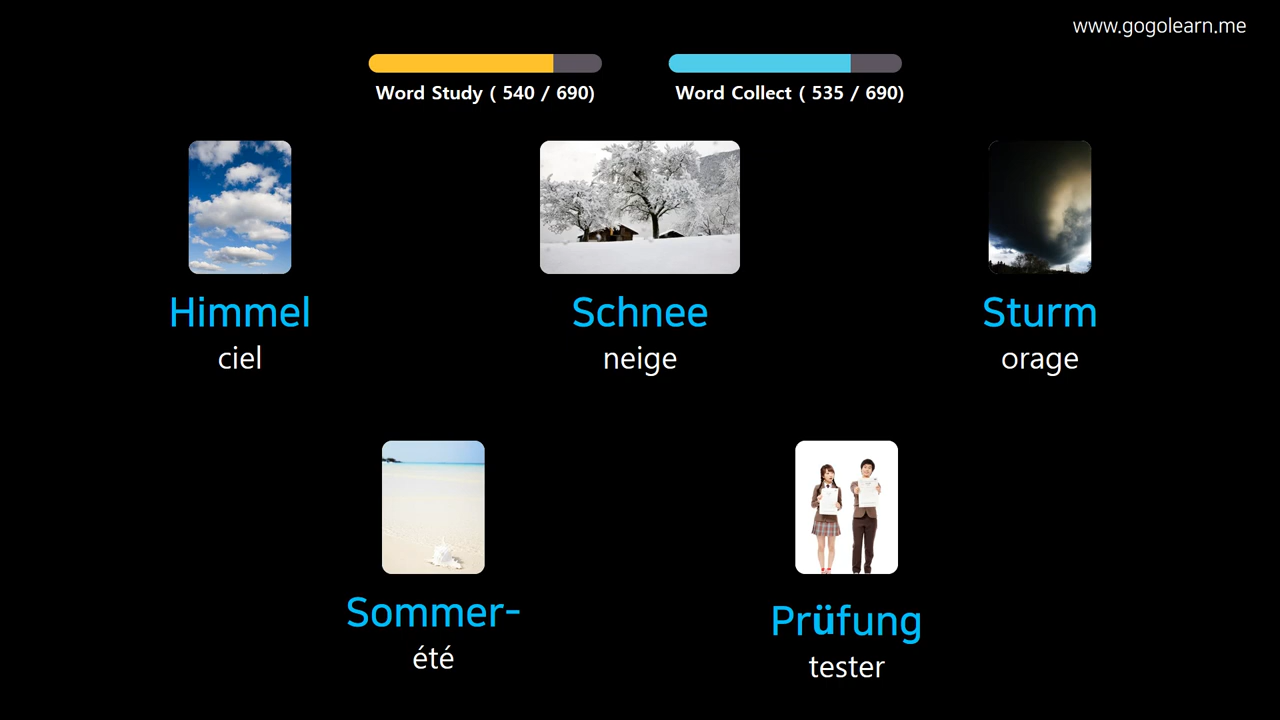 www.gogolearn.me
Word Study ( 540 / 690)
Word Collect ( 535 / 690)
Himmel
ciel
Schnee
neige
Sturm
orage
Sommer-
été
Prüfung
tester